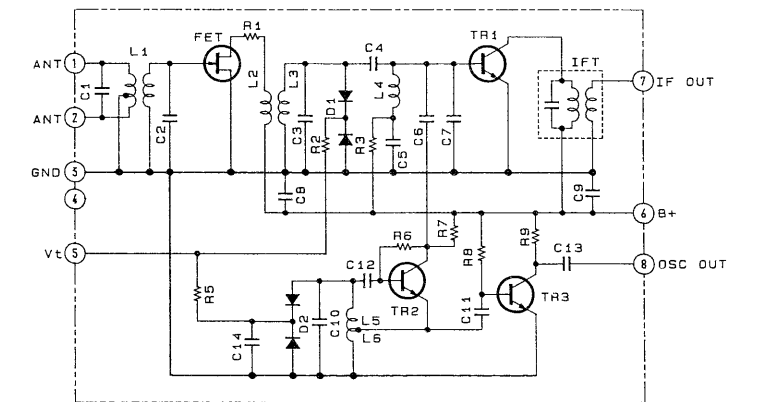 FET
R1
TR1
C4
L1
IFT
ANT 1
C1
C2
L2
L3
C3
D1
R2
L4
R3
C5
C6
C7
7 IF OUT
ANT 2
GND 3
4
C8
C9
6 B+
R7
R8
R9
C13
Vt 5
R6
8 OSC OUT
C12
R5
TR2
TR3
C11
D2
C10
L5
L6
C14